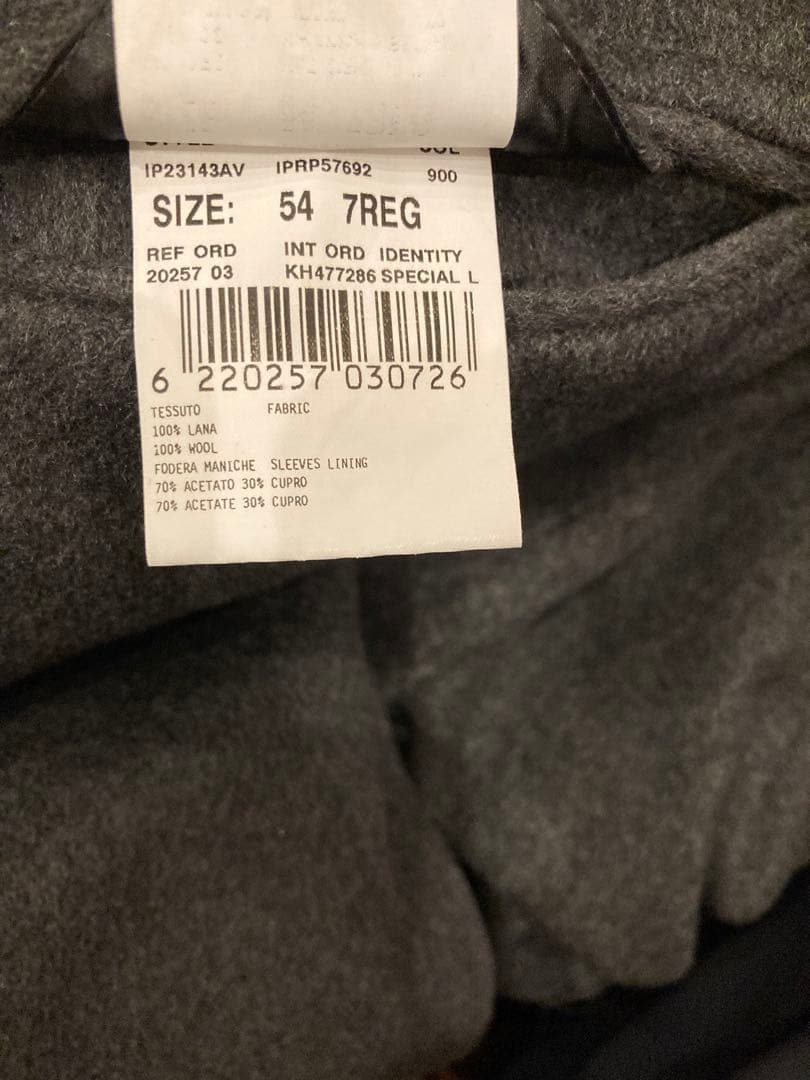 IP23143AV IPRP57692 900
SIZE: 54 7REG
REF ORD INT ORD IDENTITY
20257 03 KH477286 SPECIAL L
6 220257 030726
TESSUTO FABRIC
100% LANA
100% WOOL
FODERA MANICHE SLEEVES LINING
70% ACETATO 30% CUPRO
70% ACETATE 30% CUPRO